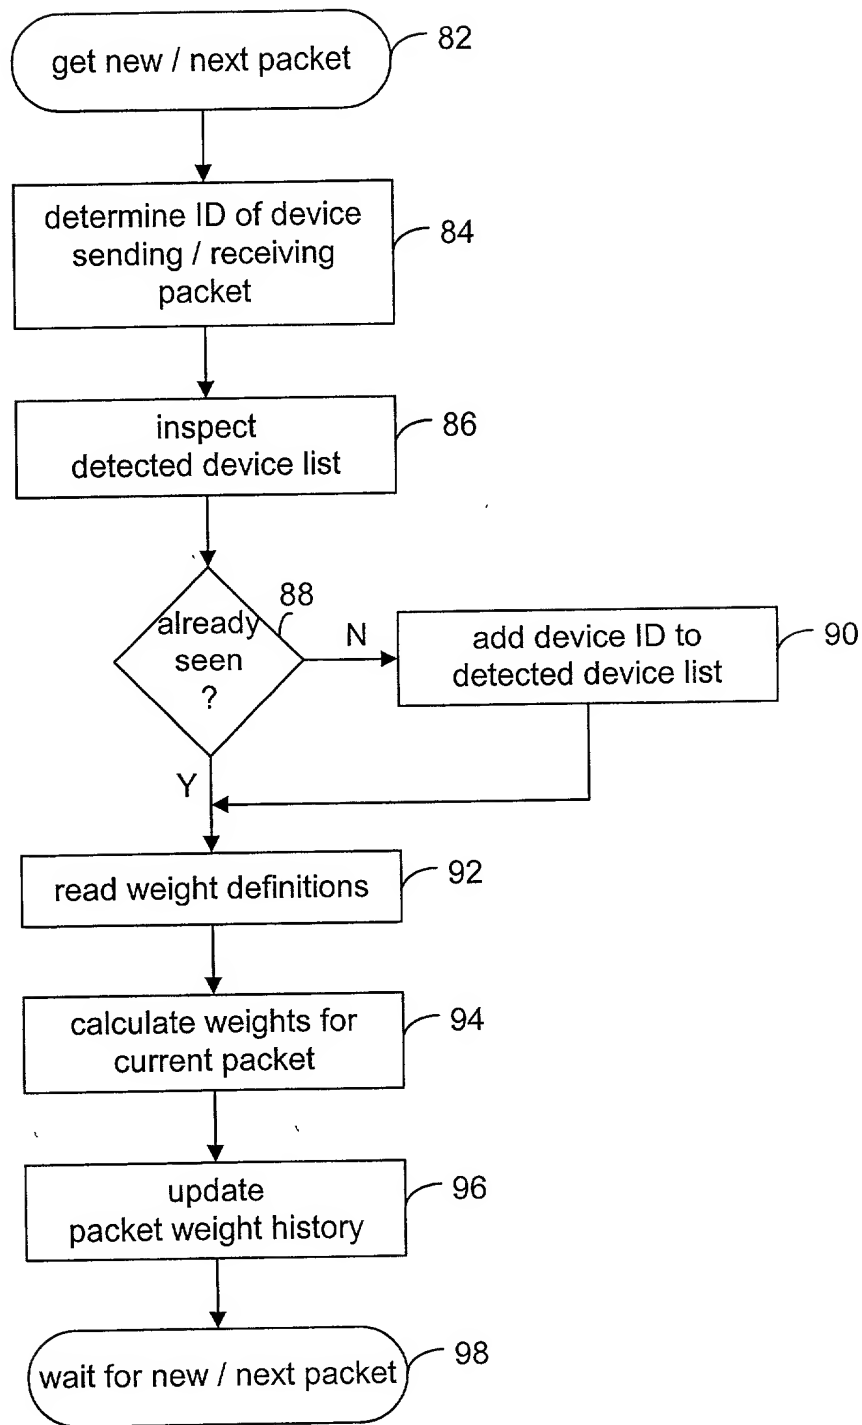 get new / next packet
82
determine ID of device
sending / receiving
packet
84
inspect
detected device list
86
already
seen
?
88
N
add device ID to
detected device list
90
Y
read weight definitions
92
calculate weights for
current packet
94
update
packet weight history
96
wait for new / next packet
98